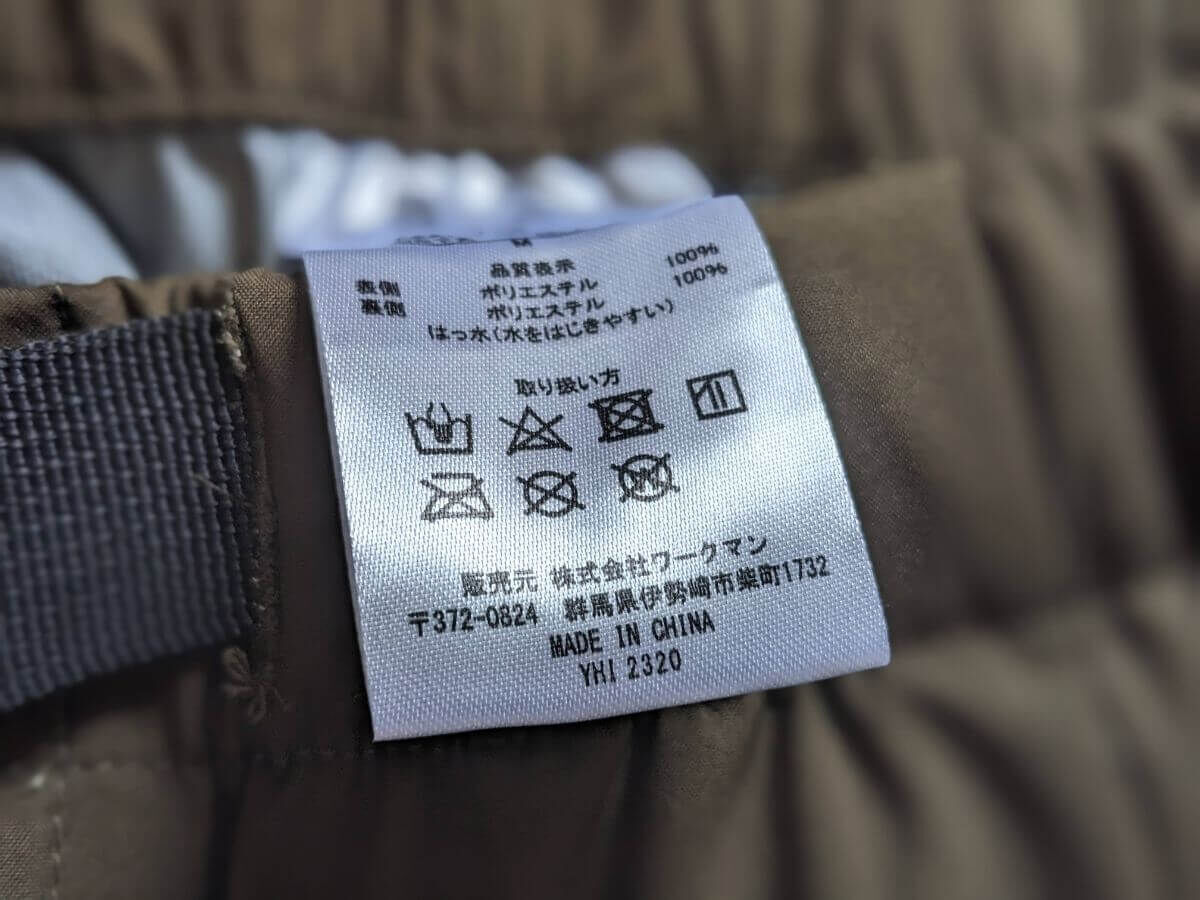 M
品質表示
表側 ポリエステル 100%
裏側 ポリエステル 100%
はっ水(水をはじきやすい)
取り扱い方
W
販売元 株式会社ワークマン
〒372-0824 群馬県伊勢崎市柴町1732
MADE IN CHINA
YHI 2320